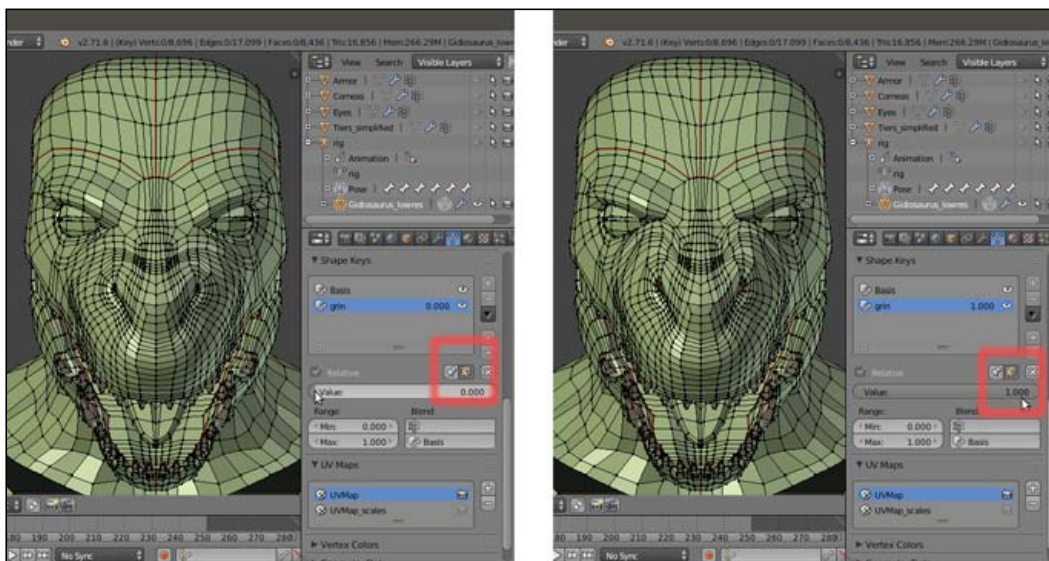 nder
v2.71.6 | (Key) Verts:0/8,696 | Edges:0/17,099 | Faces:0/8,436 | Tris:16,856 | Mem:266.29M | Gidiosaurus_lowre
View Search Visible Layers
Armor
Corneas
Eyes
Tiers_simplified
rig
Animation
rig
Pose
Gidiosaurus_lowres
Shape Keys
Basis
grin 0.000
Relative
Value: 0.000
Range: Blend:
Min: 0.000
Max: 1.000 Basis
UV Maps
UVMap
UVMap_scales
180 190 200 210 220 230 240 250 260 270 280
Vertex Colors
No Sync
nder
v2.71.6 | (Key) Verts:0/8,696 | Edges:0/17,099 | Faces:0/8,436 | Tris:16,856 | Mem:266.29M | Gidiosaurus_lo
View Search Visible Layers
Armor
Corneas
Eyes
Tiers_simplified
rig
Animation
rig
Pose
Gidiosaurus_lowres
Shape Keys
Basis
grin 1.000
Relative
Value: 1.000
Range: Blend:
Min: 0.000
Max: 1.000 Basis
UV Maps
UVMap
UVMap_scales
180 190 200 210 220 230 240 250 260 270 280
Vertex Colors
No Sync